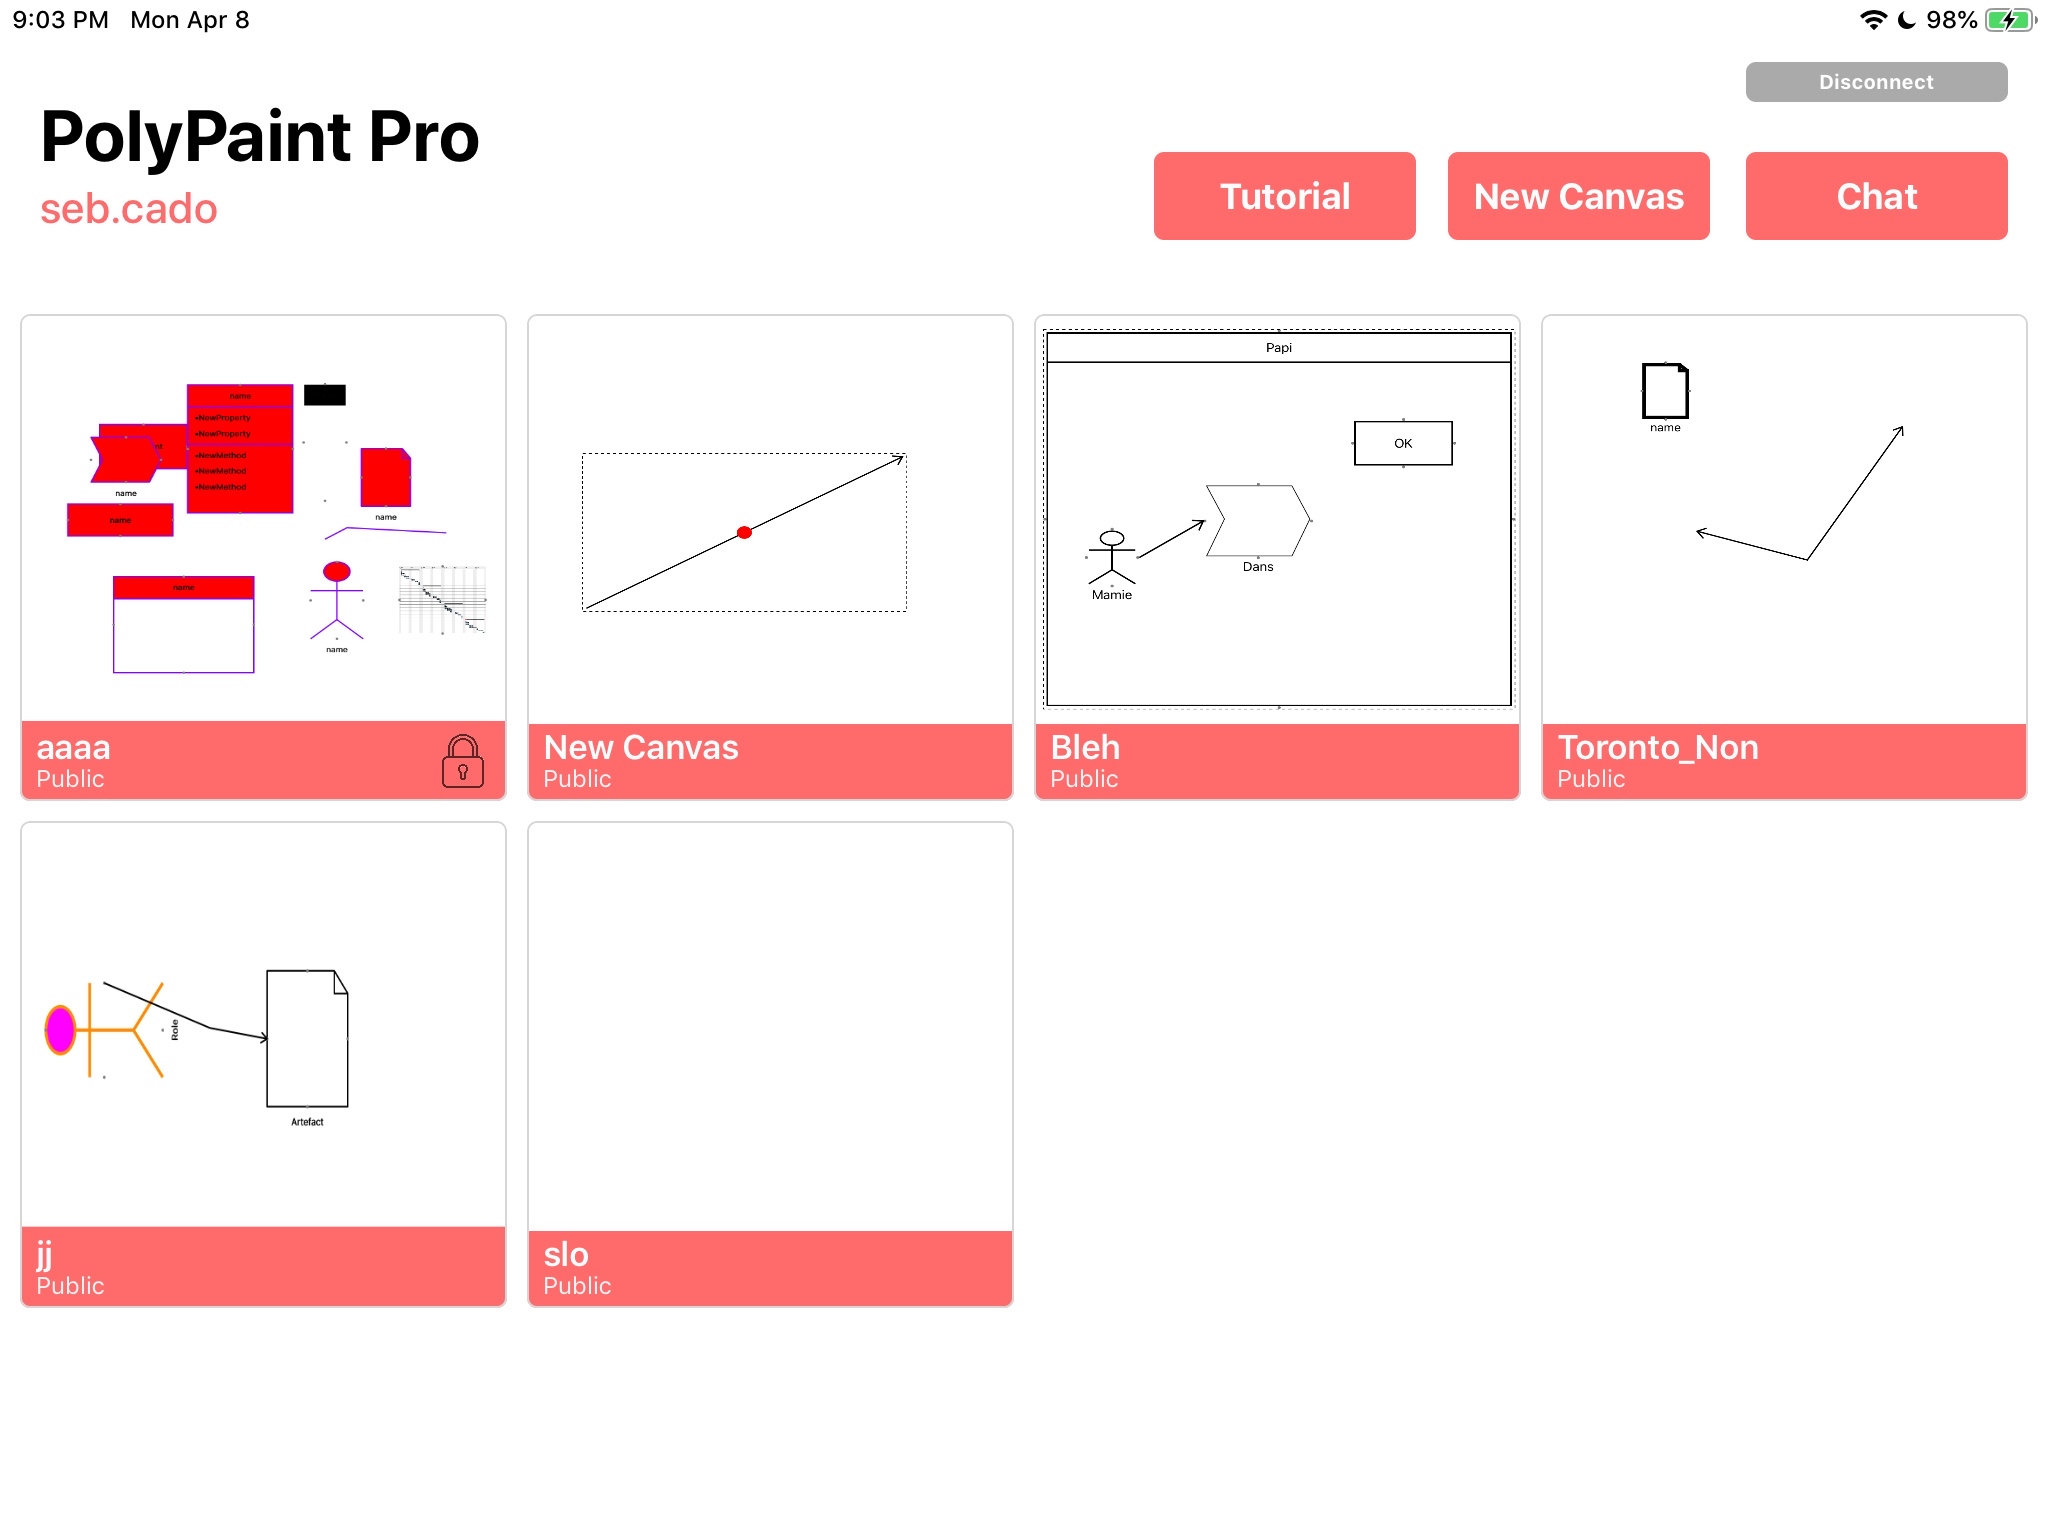 9:03 PM Mon Apr 8
98%
Disconnect
PolyPaint Pro
seb.cado
Tutorial
New Canvas
Chat
name
•NewProperty
•NewProperty
•NewMethod
•NewMethod
•NewMethod
name
name
name
name
name
aaaa
Public
New Canvas
Public
Papi
OK
Dans
Mamie
Bleh
Public
name
Toronto_Non
Public
Role
Artefact
jj
Public
slo
Public